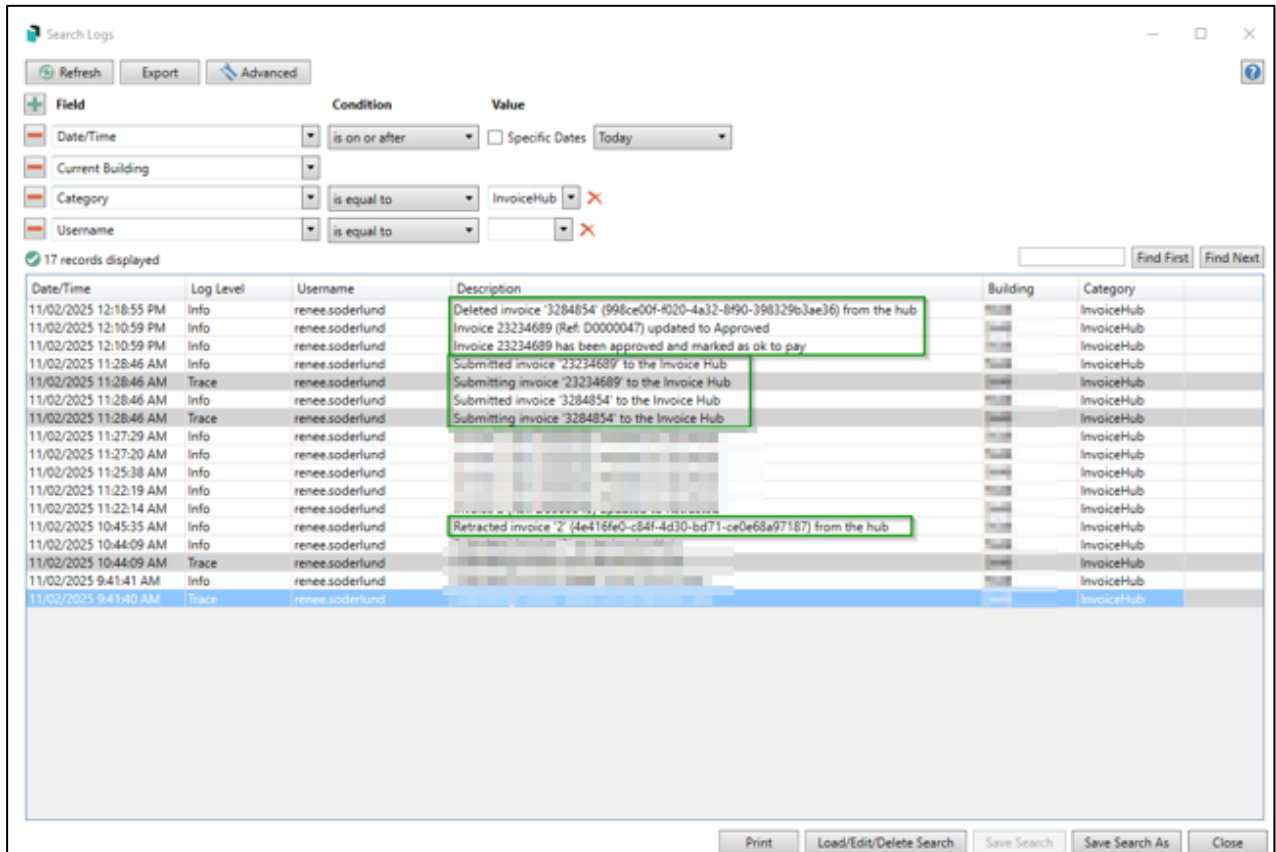 Search Logs
Refresh Export Advanced
Field Condition Value
Date/Time is on or after Specific Dates Today
Current Building
Category is equal to InvoiceHub
Username is equal to
17 records displayed Find First Find Next
Date/Time Log Level Username Description Building Category
11/02/2025 12:18:55 PM Info renee.soderlund Deleted invoice '3284854' (998ce00f-f020-4a32-8f90-398329b3ae36) from the hub InvoiceHub
11/02/2025 12:10:59 PM Info renee.soderlund Invoice 23234689 (Ref: D0000047) updated to Approved InvoiceHub
11/02/2025 12:10:59 PM Info renee.soderlund Invoice 23234689 has been approved and marked as ok to pay InvoiceHub
11/02/2025 11:28:46 AM Info renee.soderlund Submitted invoice '23234689' to the Invoice Hub InvoiceHub
11/02/2025 11:28:46 AM Trace renee.soderlund Submitting invoice '23234689' to the Invoice Hub InvoiceHub
11/02/2025 11:28:46 AM Info renee.soderlund Submitted invoice '3284854' to the Invoice Hub InvoiceHub
11/02/2025 11:28:46 AM Trace renee.soderlund Submitting invoice '3284854' to the Invoice Hub InvoiceHub
11/02/2025 11:27:29 AM Info renee.soderlund InvoiceHub
11/02/2025 11:27:20 AM Info renee.soderlund InvoiceHub
11/02/2025 11:25:38 AM Info renee.soderlund InvoiceHub
11/02/2025 11:22:19 AM Info renee.soderlund InvoiceHub
11/02/2025 11:22:14 AM Info renee.soderlund InvoiceHub
11/02/2025 10:45:35 AM Info renee.soderlund Retracted invoice '2' (4e416fe0-c84f-4d30-bd71-ce0e68a97187) from the hub InvoiceHub
11/02/2025 10:44:09 AM Info renee.soderlund InvoiceHub
11/02/2025 10:44:09 AM Trace renee.soderlund InvoiceHub
11/02/2025 9:41:41 AM Info renee.soderlund InvoiceHub
11/02/2025 9:41:40 AM Trace renee.soderlund InvoiceHub
Print Load/Edit/Delete Search Save Search Save Search As Close